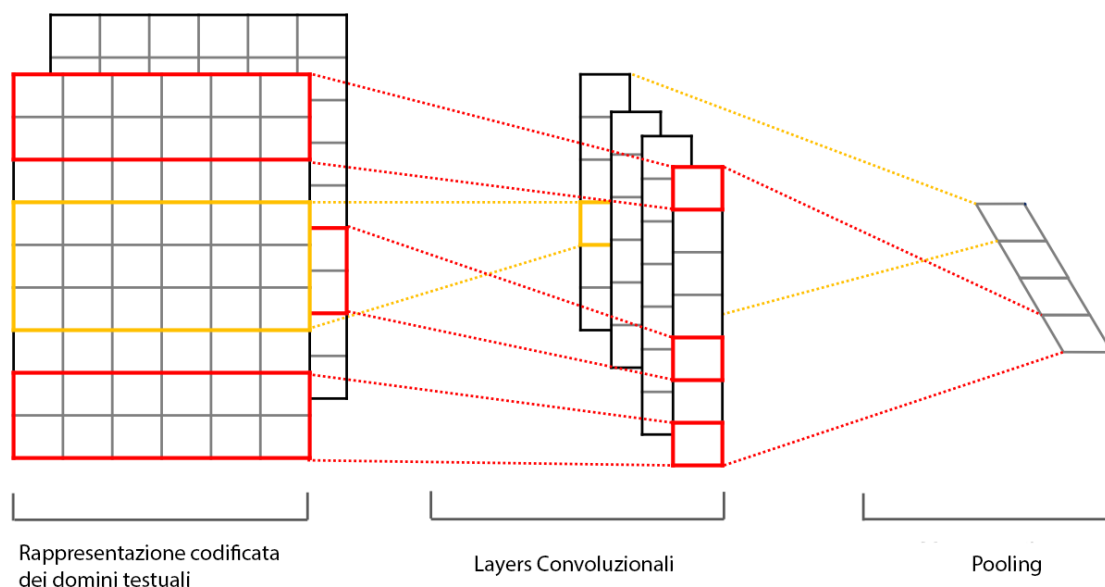 Rappresentazione codificata
dei domini testuali
Layers Convoluzionali
Pooling